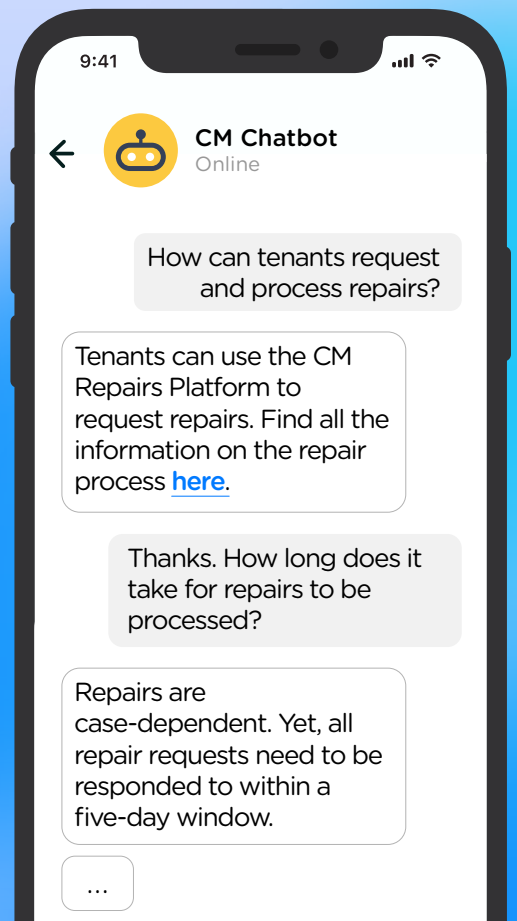 9:41
CM Chatbot
Online
How can tenants request
and process repairs?
Tenants can use the CM
Repairs Platform to
request repairs. Find all the
information on the repair
process here.
Thanks. How long does it
take for repairs to be
processed?
Repairs are
case-dependent. Yet, all
repair requests need to be
responded to within a
five-day window.
...